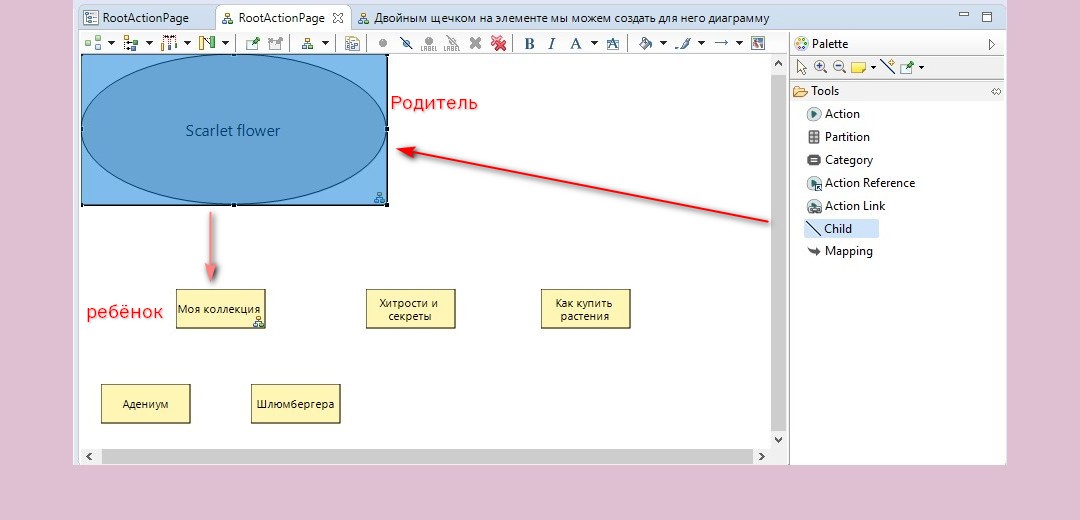 RootActionPage
RootActionPage
Двойным щечком на элементе мы можем создать для него диаграмму
B I A A
LABEL LABEL
Palette
Tools
Action
Partition
Category
Action Reference
Action Link
Child
Mapping
Scarlet flower
Родитель
ребёнок
Моя коллекция
Хитрости и
секреты
Как купить
растения
Адениум
Шлюмбергера